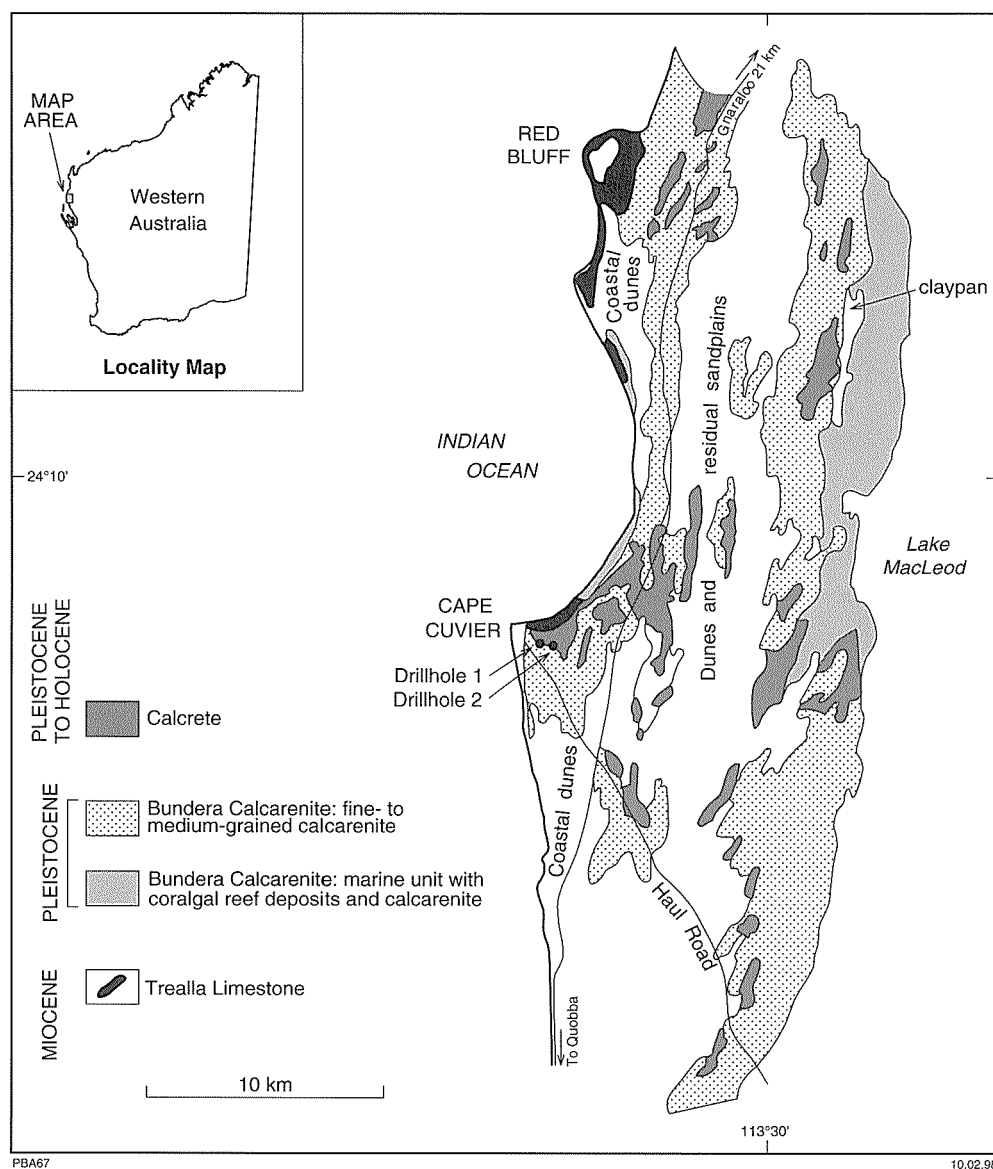 MAP
AREA
Western
Australia
Locality Map
RED
BLUFF
Gnaraloo 21 km
Coastal
dunes
claypan
INDIAN
OCEAN
24°10'
residual sandplains
Dunes and
Lake
MacLEOD
CAPE
CUVIER
Drillhole 1
Drillhole 2
Coastal dunes
Haul Road
To Quobba
PLEISTOCENE
TO HOLOCENE
Calcrete
PLEISTOCENE
Bundera Calcarenite: fine- to
medium-grained calcarenite
Bundera Calcarenite: marine unit with
coralgal reef deposits and calcarenite
MIOCENE
Trealla Limestone
10 km
113°30'
PBA67